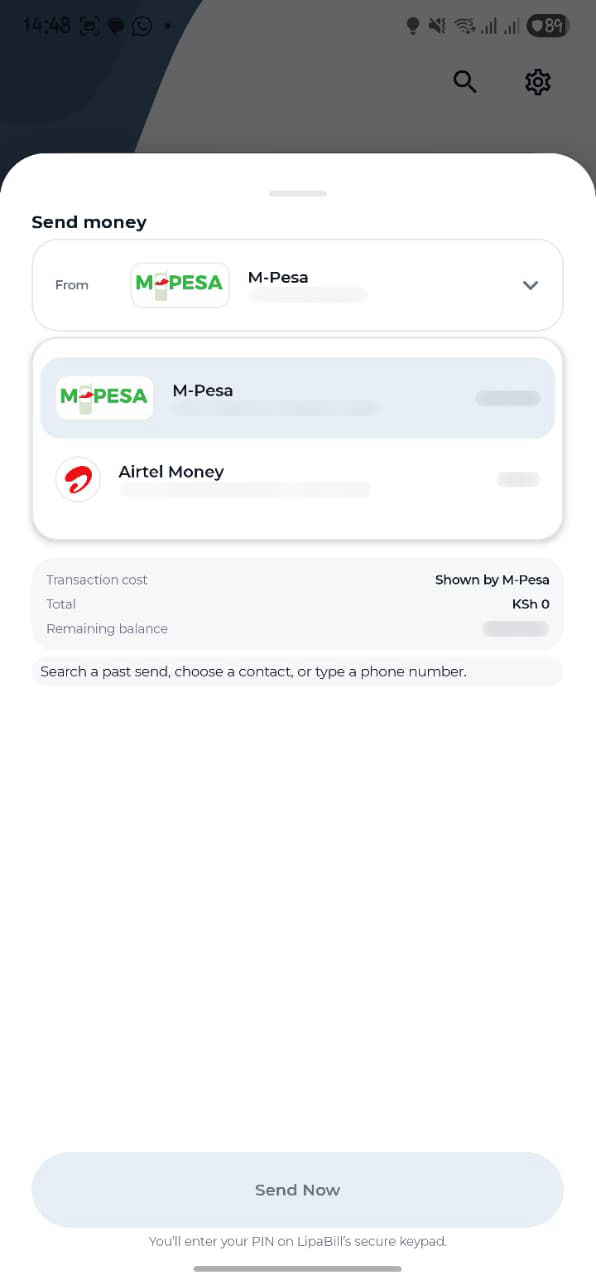 14:48
89
Send money
From
M-PESA
M-Pesa
M-PESA
M-Pesa
Airtel Money
Transaction cost
Shown by M-Pesa
Total
KSh 0
Remaining balance
Search a past send, choose a contact, or type a phone number.
Send Now
You'll enter your PIN on LipaBill's secure keypad.